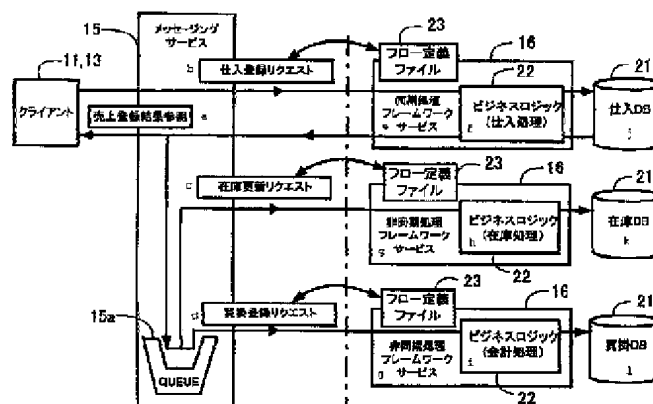 15
メッセージング
サービス
11,13
クライアント
b
仕入登録リクエスト
売上登録結果参照
a
23
フロー定義
ファイル
16
22
同期処理
フレームワーク
サービス
e
ビジネスロジック
(仕入処理)
f
21
仕入DB
j
c
在庫更新リクエスト
23
フロー定義
ファイル
16
非同期処理
フレームワーク
サービス
g
ビジネスロジック
(在庫処理)
h
22
21
在庫DB
k
15a
QUEUE
d
買掛登録リクエスト
23
フロー定義
ファイル
16
非同期処理
フレームワーク
サービス
g
ビジネスロジック
(会計処理)
i
22
21
買掛DB
l